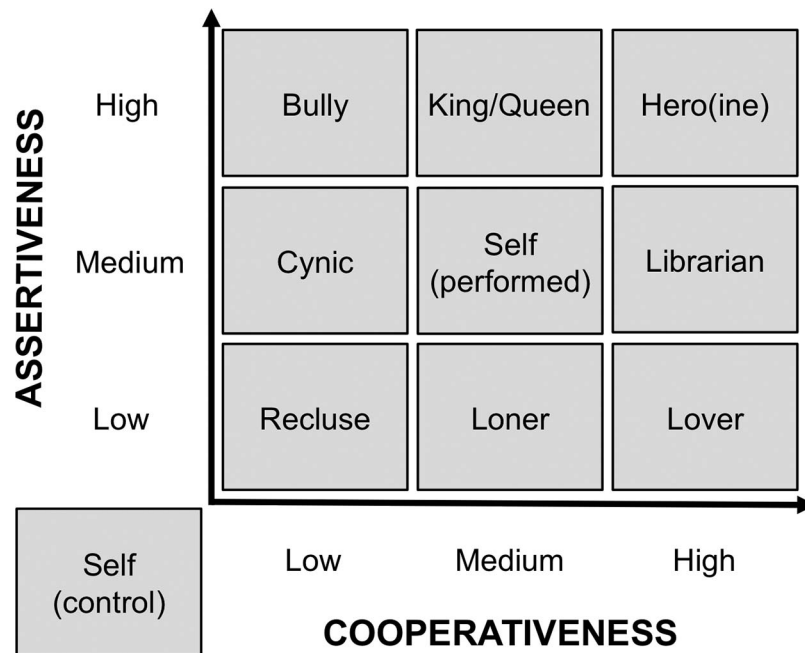 ASSERTIVENESS
High
Bully
King/Queen
Hero(ine)
Medium
Cynic
Self
(performed)
Librarian
Low
Recluse
Loner
Lover
Self
(control)
Low
Medium
High
COOPERATIVENESS